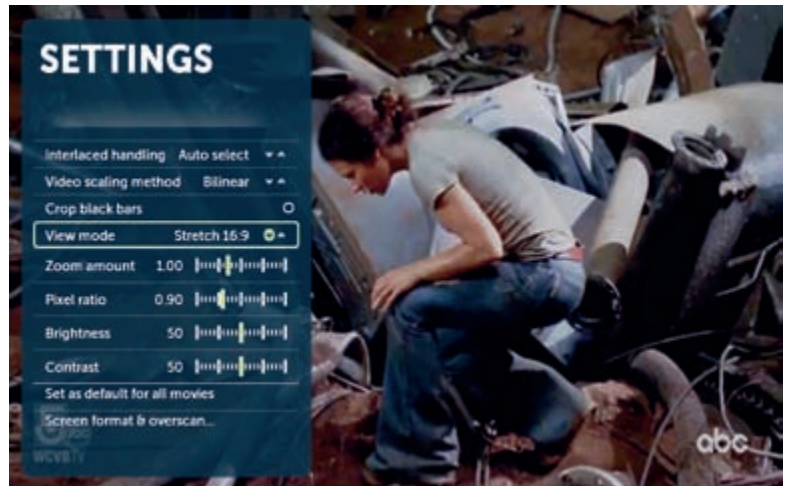 SETTINGS
Interlaced handling Auto select
Video scaling method Bilinear
Crop black bars
View mode Stretch 16:9
Zoom amount 1.00
Pixel ratio 0.90
Brightness 50
Contrast 50
Set as default for all movies
Screen format & overscan...
WCVBTV
abc